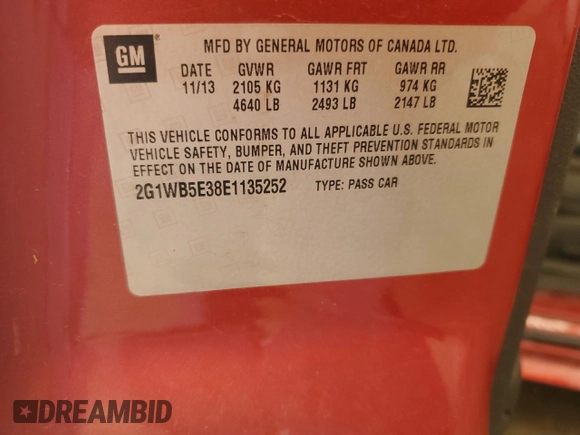 GM
MFD BY GENERAL MOTORS OF CANADA LTD.
DATE GVWR GAWR FRT GAWR RR
11/13 2105 KG 1131 KG 974 KG
4640 LB 2493 LB 2147 LB
THIS VEHICLE CONFORMS TO ALL APPLICABLE U.S. FEDERAL MOTOR
VEHICLE SAFETY, BUMPER, AND THEFT PREVENTION STANDARDS IN
EFFECT ON THE DATE OF MANUFACTURE SHOWN ABOVE.
2G1WB5E38E1135252 TYPE: PASS CAR
DREAMBID